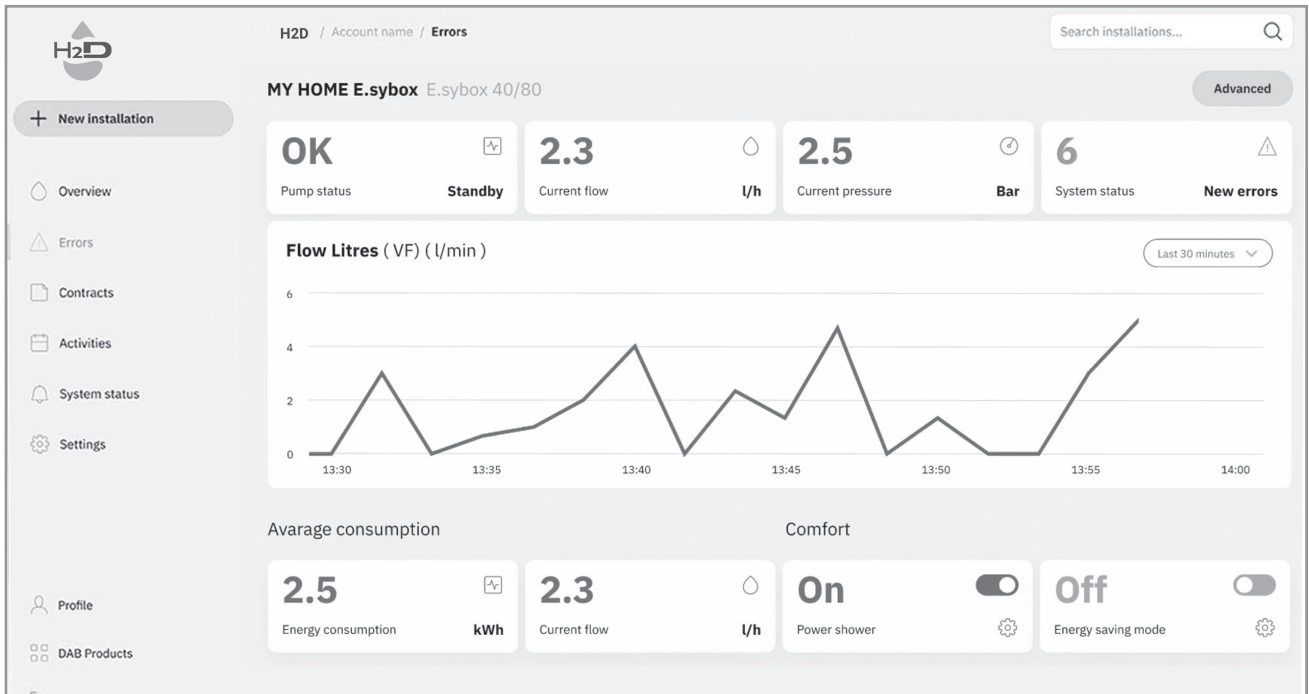 H2D
H2D / Account name / Errors
Search installations...
MY HOME E.sybox E.sybox 40/80
Advanced
+ New installation
Overview
Errors
Contracts
Activities
System status
Settings
Profile
DAB Products
OK
Pump status Standby
2.3
Current flow l/h
2.5
Current pressure Bar
6
System status New errors
Flow Litres ( VF) ( l/min )
Last 30 minutes
6
4
2
0
13:30 13:35 13:40 13:45 13:50 13:55 14:00
Avarage consumption
2.5
Energy consumption kWh
2.3
Current flow l/h
Comfort
On
Power shower
Off
Energy saving mode